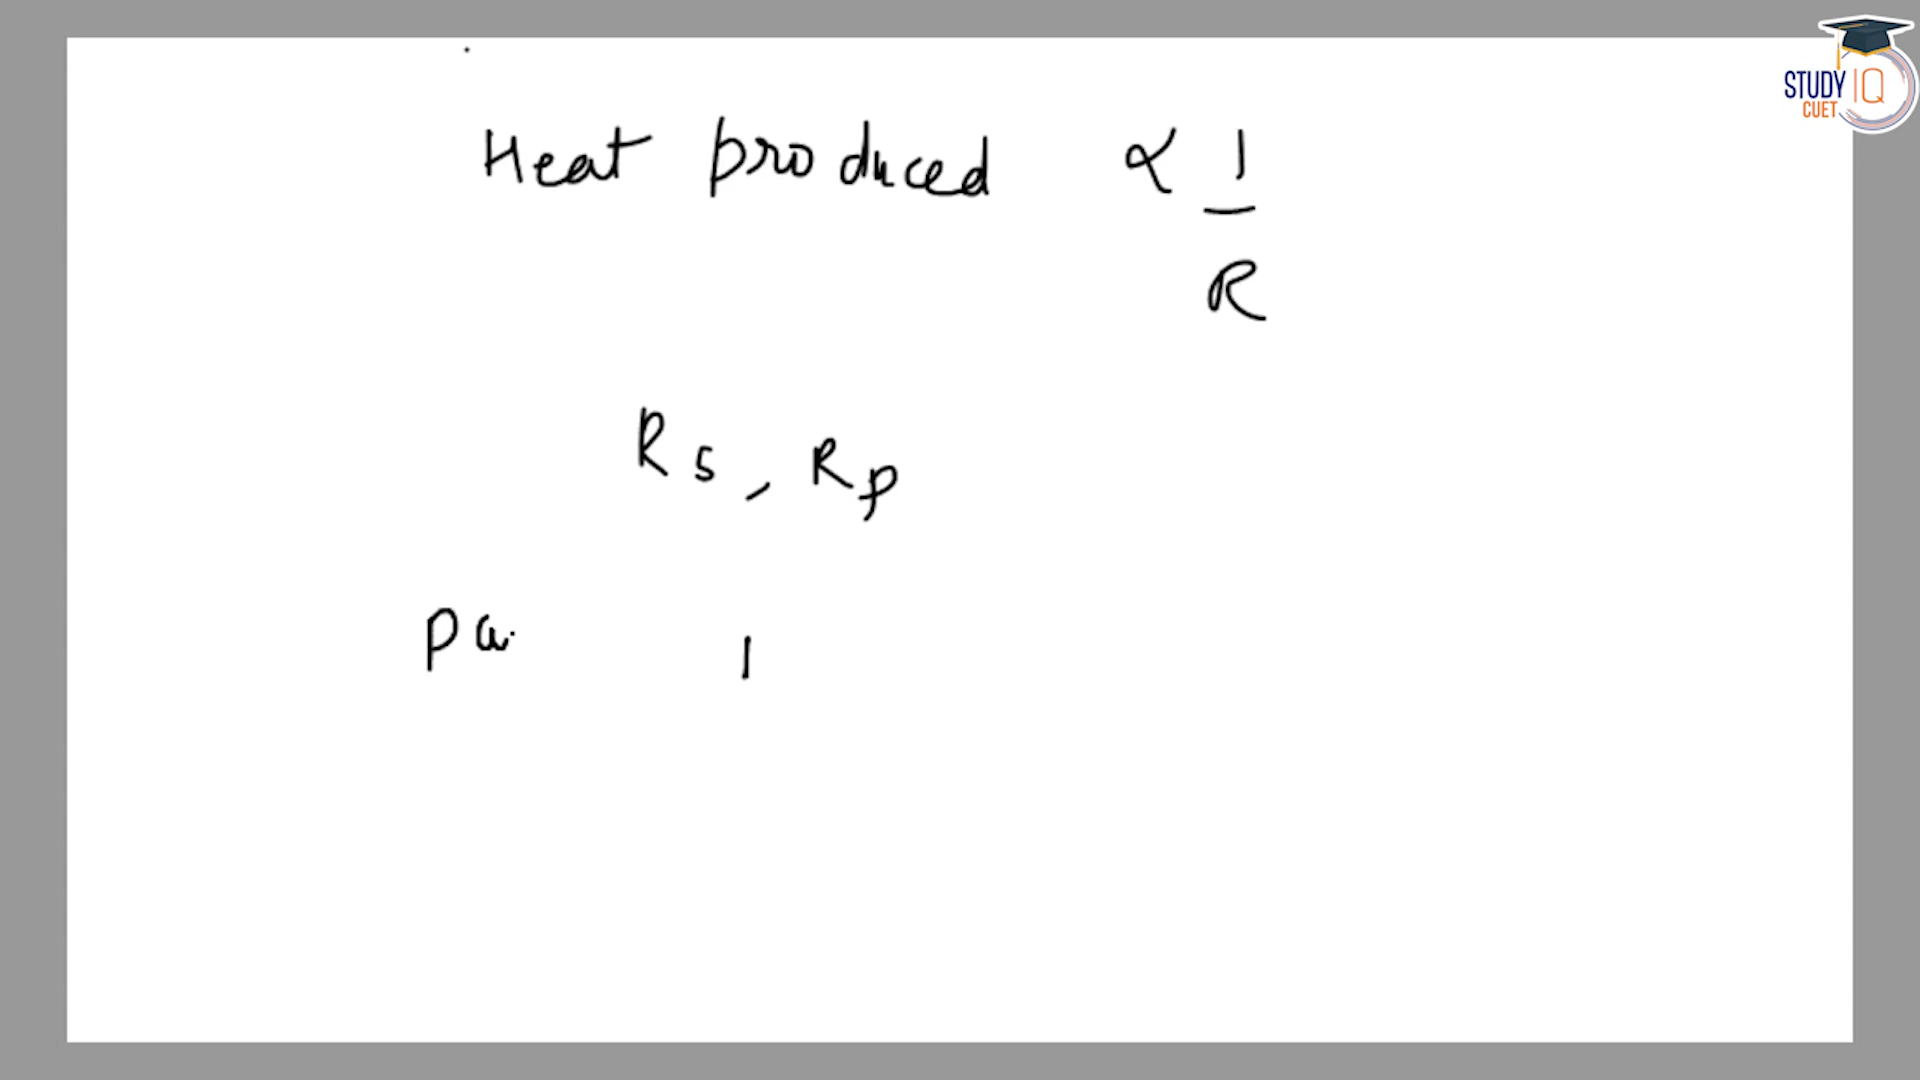 STUDY IQ
CUET
Heat produced ∝ 1
R
Rs, Rp
Pa
1